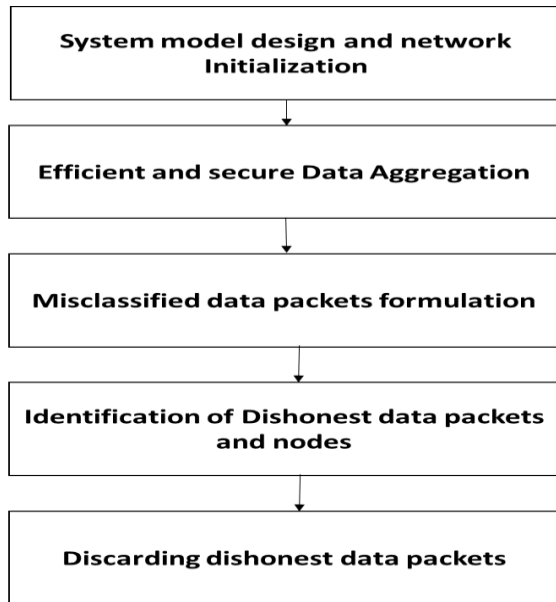 System model design and network
Initialization
Efficient and secure Data Aggregation
Misclassified data packets formulation
Identification of Dishonest data packets
and nodes
Discarding dishonest data packets